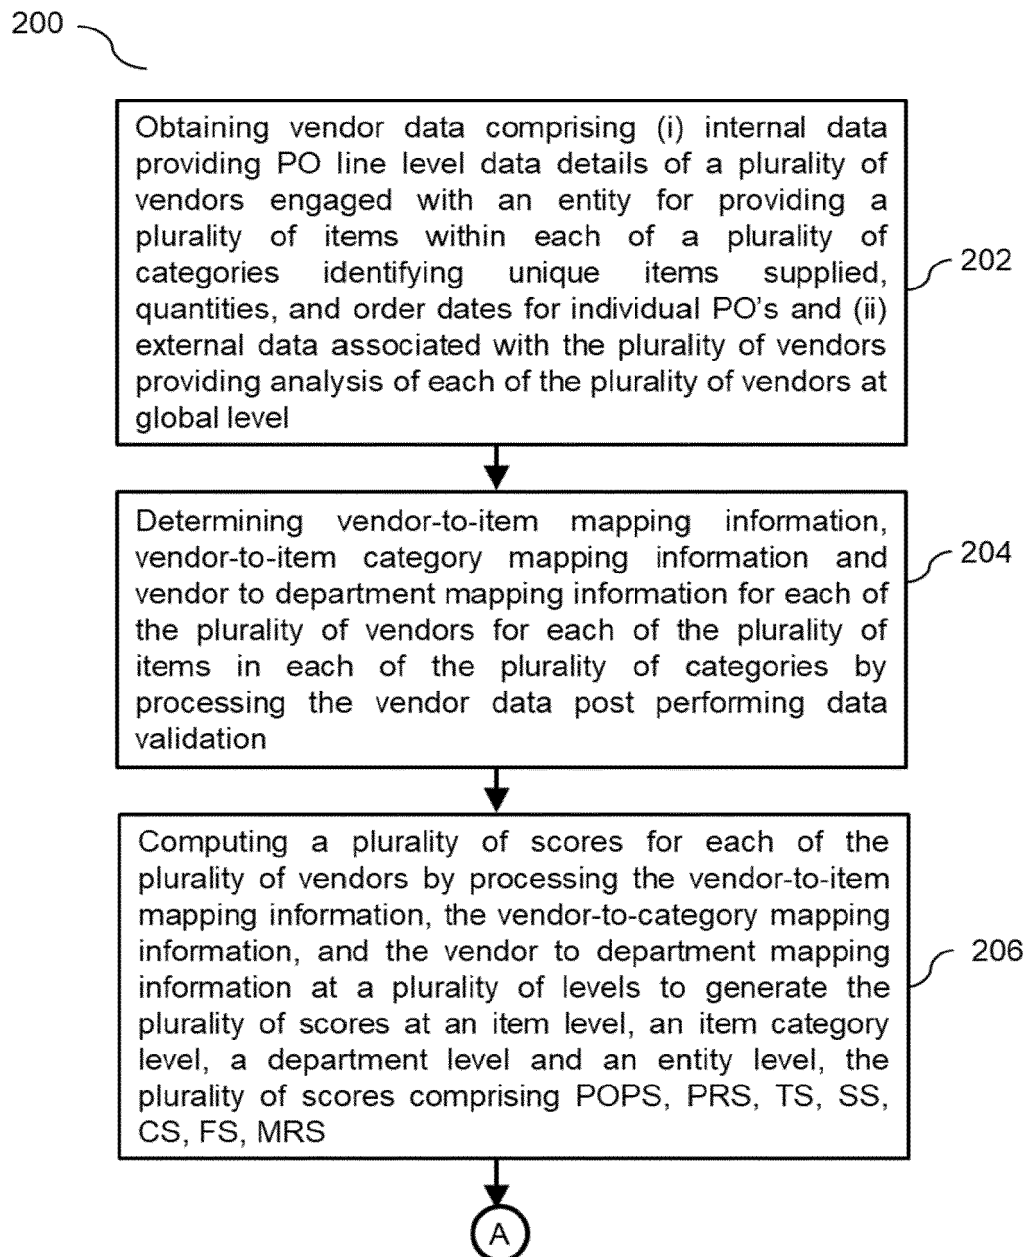 200
Obtaining vendor data comprising (i) internal data
providing PO line level data details of a plurality of
vendors engaged with an entity for providing a
plurality of items within each of a plurality of
categories identifying unique items supplied,
quantities, and order dates for individual PO's and (ii)
external data associated with the plurality of vendors
providing analysis of each of the plurality of vendors at
global level
202
Determining vendor-to-item mapping information,
vendor-to-item category mapping information and
vendor to department mapping information for each of
the plurality of vendors for each of the plurality of
items in each of the plurality of categories by
processing the vendor data post performing data
validation
204
Computing a plurality of scores for each of the
plurality of vendors by processing the vendor-to-item
mapping information, the vendor-to-category mapping
information, and the vendor to department mapping
information at a plurality of levels to generate the
plurality of scores at an item level, an item category
level, a department level and an entity level, the
plurality of scores comprising POPS, PRS, TS, SS,
CS, FS, MRS
206
A